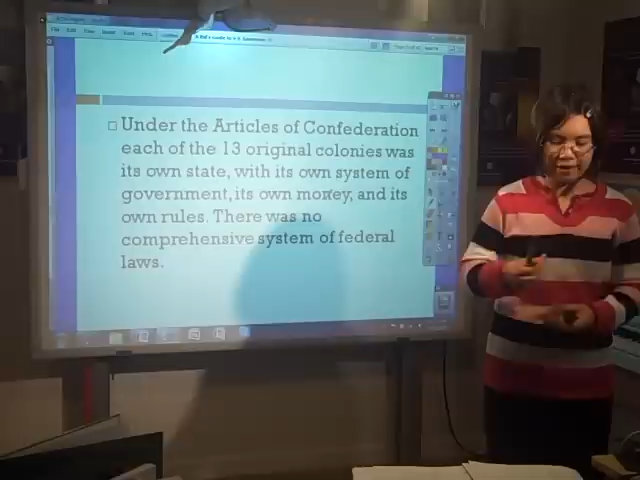 Under the Articles of Confederation
each of the 13 original colonies was
its own state, with its own system of
government, its own money, and its
own rules. There was no
comprehensive system of federal
laws.